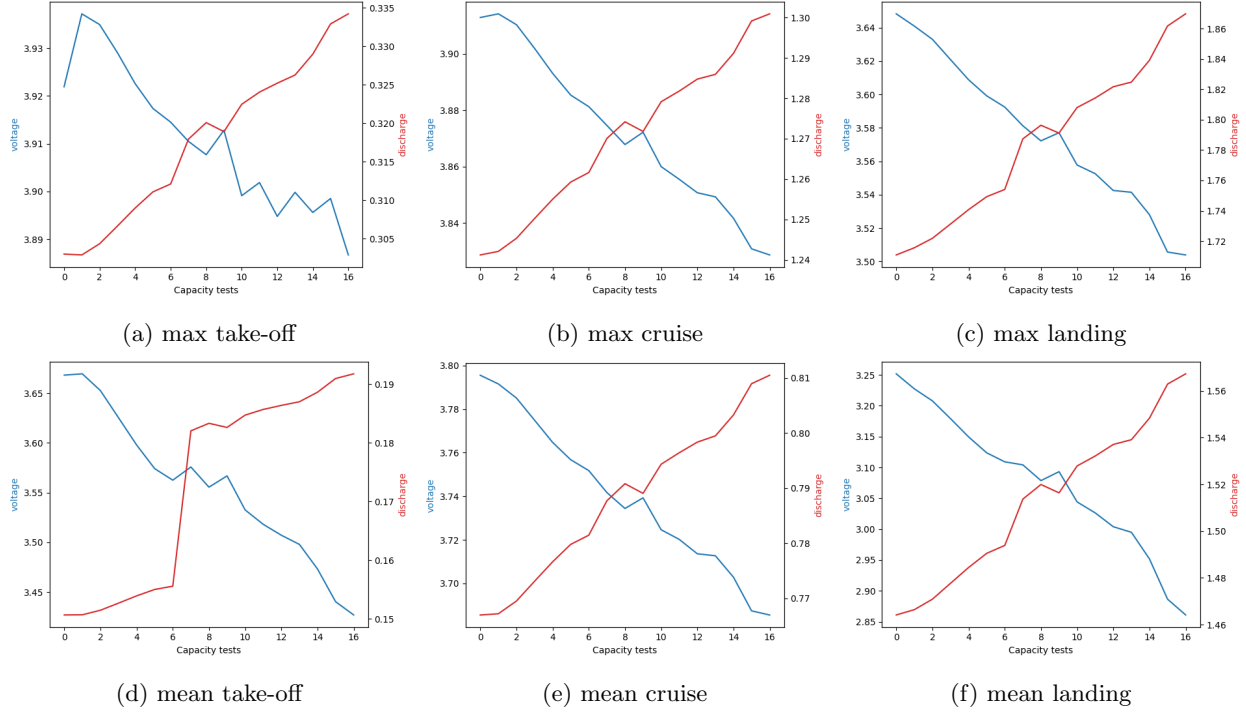 3.93
3.92
3.91
3.90
3.89
voltage
0.335
0.330
0.325
0.320
0.315
0.310
0.305
discharge
0 2 4 6 8 10 12 14 16
Capacity tests
(a) max take-off
3.90
3.88
3.86
3.84
voltage
1.30
1.29
1.28
1.27
1.26
1.25
1.24
discharge
0 2 4 6 8 10 12 14 16
Capacity tests
(b) max cruise
3.64
3.62
3.60
3.58
3.56
3.54
3.52
3.50
voltage
1.86
1.84
1.82
1.80
1.78
1.76
1.74
1.72
discharge
0 2 4 6 8 10 12 14 16
Capacity tests
(c) max landing
3.65
3.60
3.55
3.50
3.45
voltage
0.19
0.18
0.17
0.16
0.15
discharge
0 2 4 6 8 10 12 14 16
Capacity tests
(d) mean take-off
3.80
3.78
3.76
3.74
3.72
3.70
voltage
0.81
0.80
0.79
0.78
0.77
discharge
0 2 4 6 8 10 12 14 16
Capacity tests
(e) mean cruise
3.25
3.20
3.15
3.10
3.05
3.00
2.95
2.90
2.85
voltage
1.56
1.54
1.52
1.50
1.48
1.46
discharge
0 2 4 6 8 10 12 14 16
Capacity tests
(f) mean landing